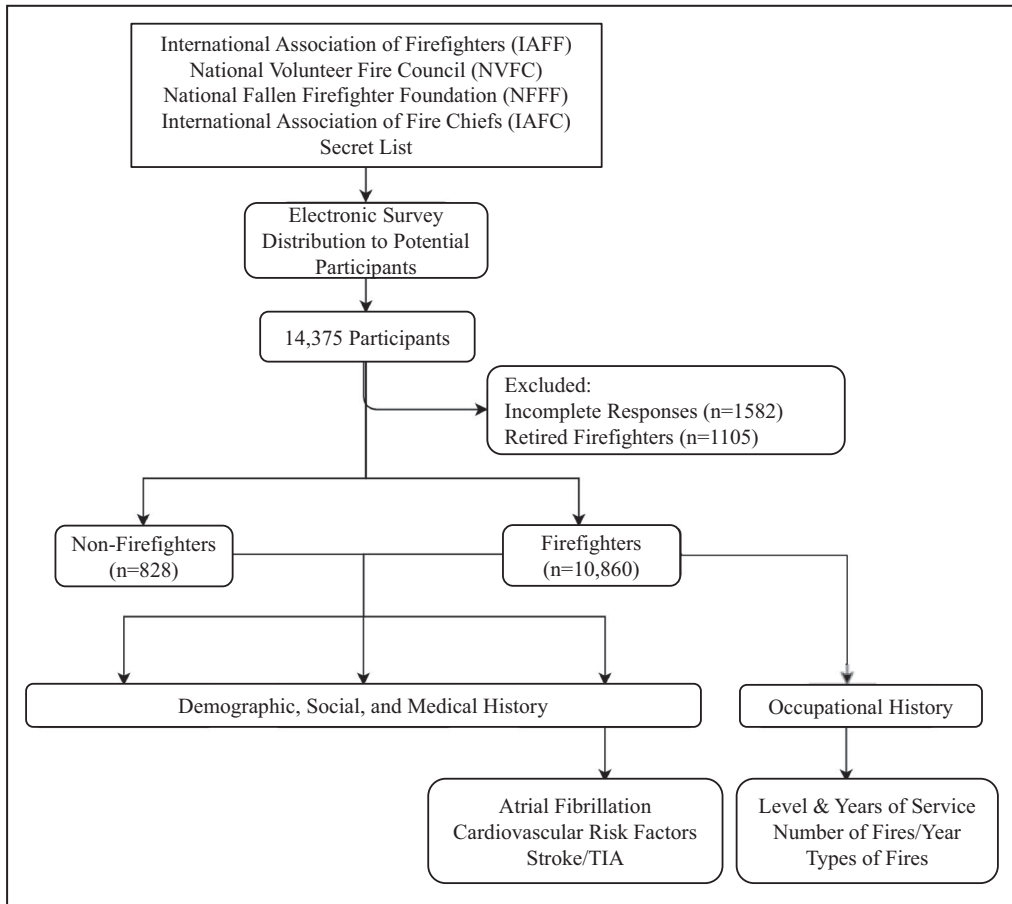 International Association of Firefighters (IAFF)
National Volunteer Fire Council (NVFC)
National Fallen Firefighter Foundation (NFFF)
International Association of Fire Chiefs (IAFC)
Secret List
Electronic Survey
Distribution to Potential
Participants
14,375 Participants
Excluded:
Incomplete Responses (n=1582)
Retired Firefighters (n=1105)
Non-Firefighters
(n=828)
Firefighters
(n=10,860)
Demographic, Social, and Medical History
Occupational History
Atrial Fibrillation
Cardiovascular Risk Factors
Stroke/TIA
Level & Years of Service
Number of Fires/Year
Types of Fires